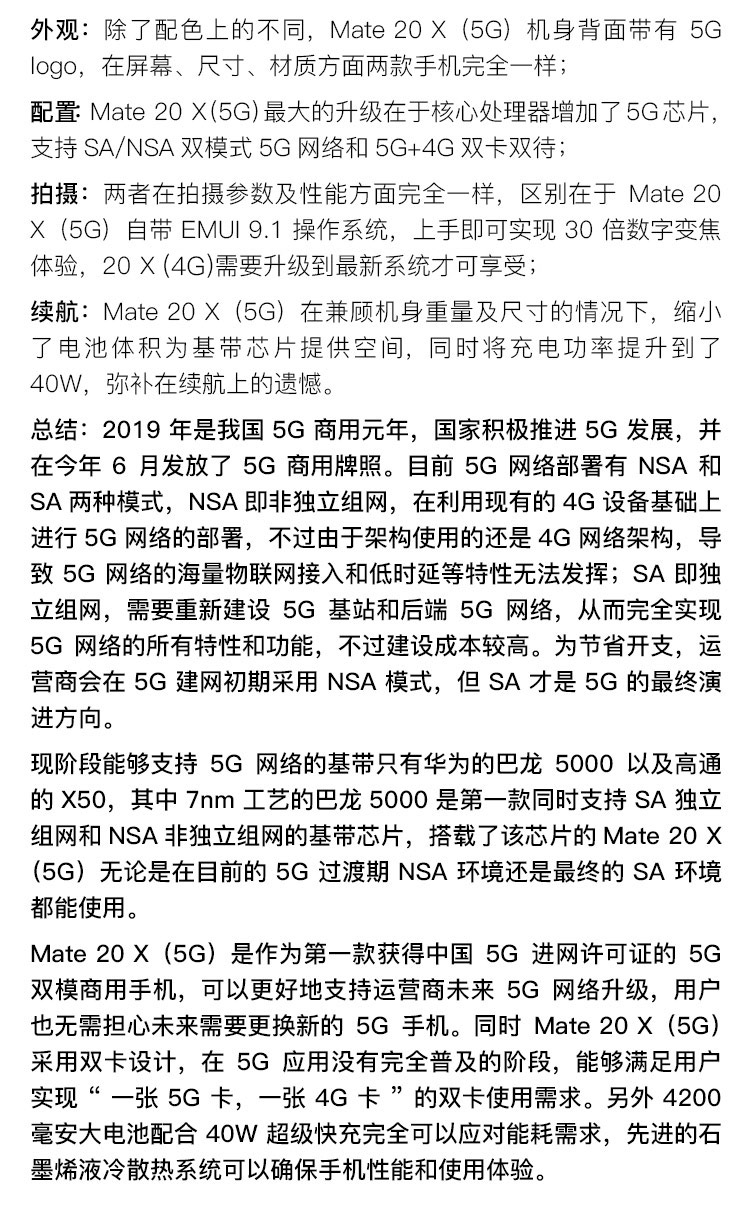 外观：除了配色上的不同，Mate 20 X（5G）机身背面带有 5G
logo，在屏幕、尺寸、材质方面两款手机完全一样；
配置：Mate 20 X(5G)最大的升级在于核心处理器增加了5G芯片，
支持 SA/NSA 双模式 5G 网络和 5G+4G 双卡双待；
拍摄：两者在拍摄参数及性能方面完全一样，区别在于 Mate 20
X（5G）自带 EMUI 9.1 操作系统，上手即可实现 30 倍数字变焦
体验，20 X (4G)需要升级到最新系统才可享受；
续航：Mate 20 X（5G）在兼顾机身重量及尺寸的情况下，缩小
了电池体积为基带芯片提供空间，同时将充电功率提升到了
40W，弥补在续航上的遗憾。
总结：2019 年是我国 5G 商用元年，国家积极推进 5G 发展，并
在今年 6 月发放了 5G 商用牌照。目前 5G 网络部署有 NSA 和
SA 两种模式，NSA 即非独立组网，在利用现有的 4G 设备基础上
进行 5G 网络的部署，不过由于架构使用的还是 4G 网络架构，导
致 5G 网络的海量物联网接入和低时延等特性无法发挥；SA 即独
立组网，需要重新建设 5G 基站和后端 5G 网络，从而完全实现
5G 网络的所有特性和功能，不过建设成本较高。为节省开支，运
营商会在 5G 建网初期采用 NSA 模式，但 SA 才是 5G 的最终演
进方向。
现阶段能够支持 5G 网络的基带只有华为的巴龙 5000 以及高通
的 X50，其中 7nm 工艺的巴龙 5000 是第一款同时支持 SA 独立
组网和 NSA 非独立组网的基带芯片，搭载了该芯片的 Mate 20 X
（5G）无论是在目前的 5G 过渡期 NSA 环境还是最终的 SA 环境
都能使用。
Mate 20 X（5G）是作为第一款获得中国 5G 进网许可证的 5G
双模商用手机，可以更好地支持运营商未来 5G 网络升级，用户
也无需担心未来需要更换新的 5G 手机。同时 Mate 20 X（5G）
采用双卡设计，在 5G 应用没有完全普及的阶段，能够满足用户
实现 “ 一张 5G 卡，一张 4G 卡 ” 的双卡使用需求。另外 4200
毫安大电池配合 40W 超级快充完全可以应对能耗需求，先进的石
墨烯液冷散热系统可以确保手机性能和使用体验。